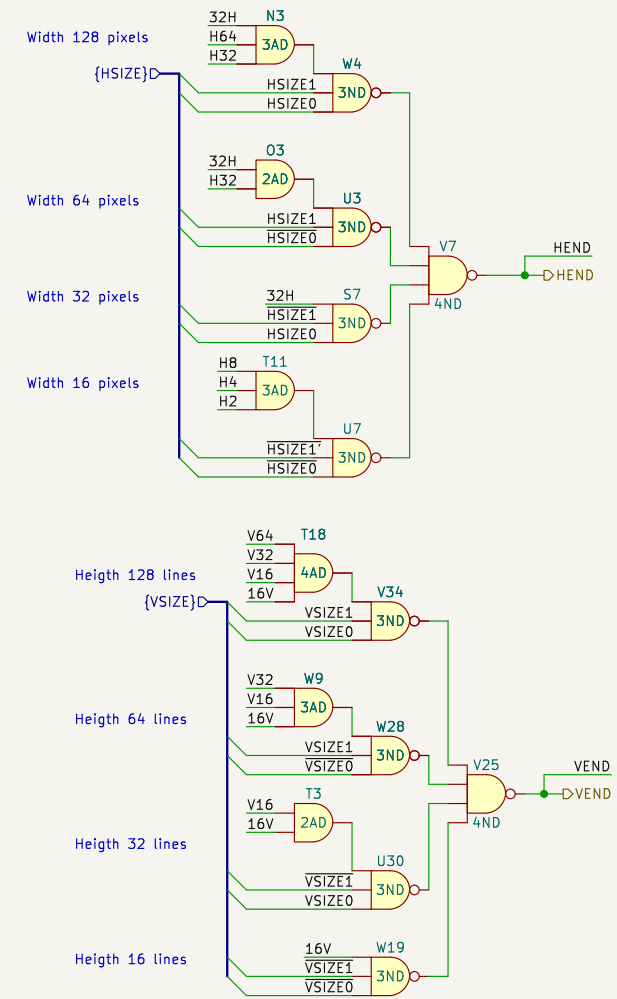 32H N3
Width 128 pixels H64 3AD
H32 W4
{HSIZE} HSIZE1 3ND
HSIZE0
O3
32H 2AD
H32
Width 64 pixels U3
HSIZE1 3ND
HSIZE0
V7 HEND
HEND
Width 32 pixels 32H S7
HSIZE1 3ND 4ND
HSIZE0
H8 T11
Width 16 pixels H4 3AD
H2
U7
HSIZE1' 3ND
HSIZE0
V64 T18
V32
Heigth 128 lines V16 4AD
16V V34
{VSIZE} VSIZE1 3ND
VSIZE0
V32 W9
V16 3AD
Heigth 64 lines 16V W28
VSIZE1 3ND
VSIZE0
V25 VEND
VEND
V16 T3
16V 2AD 4ND
Heigth 32 lines
U30
VSIZE1 3ND
VSIZE0
Heigth 16 lines 16V W19
VSIZE1 3ND
VSIZE0